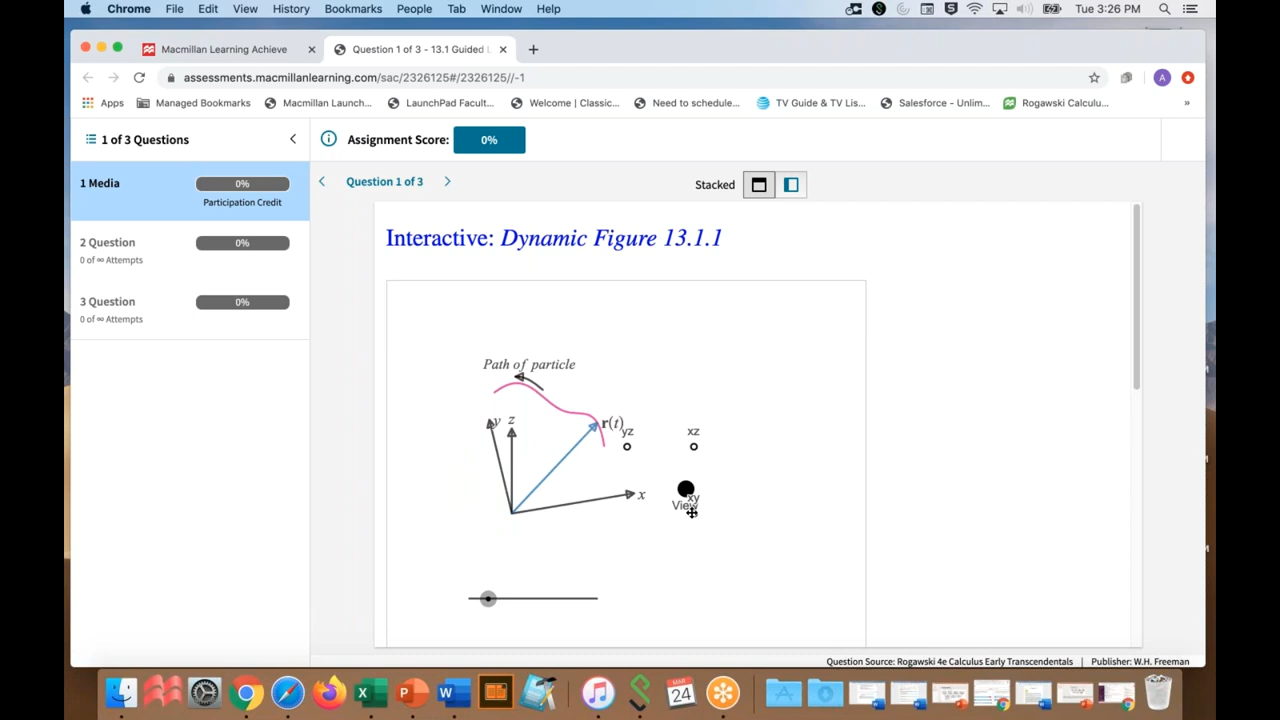 Chrome File Edit View History Bookmarks People Tab Window Help Tue 3:26 PM
Macmillan Learning Achieve
Question 1 of 3 - 13.1 Guided
assessments.macmillanlearning.com/sac/2326125#/2326125//-1
A
Apps Managed Bookmarks Macmillan Launch... LaunchPad Facult... Welcome | Classic... Need to schedule... TV Guide & TV Lis... Salesforce - Unlim... Rogawski Calculu... »
1 of 3 Questions
Assignment Score: 0%
1 Media 0%
Participation Credit
2 Question 0%
0 of ∞ Attempts
3 Question 0%
0 of ∞ Attempts
Question 1 of 3
Stacked
Interactive: Dynamic Figure 13.1.1
Path of particle
y z
r(t)
yz xz
x
xy
View
Question Source: Rogawski 4e Calculus Early Transcendentals | Publisher: W.H. Freeman
X P W
MAR
24